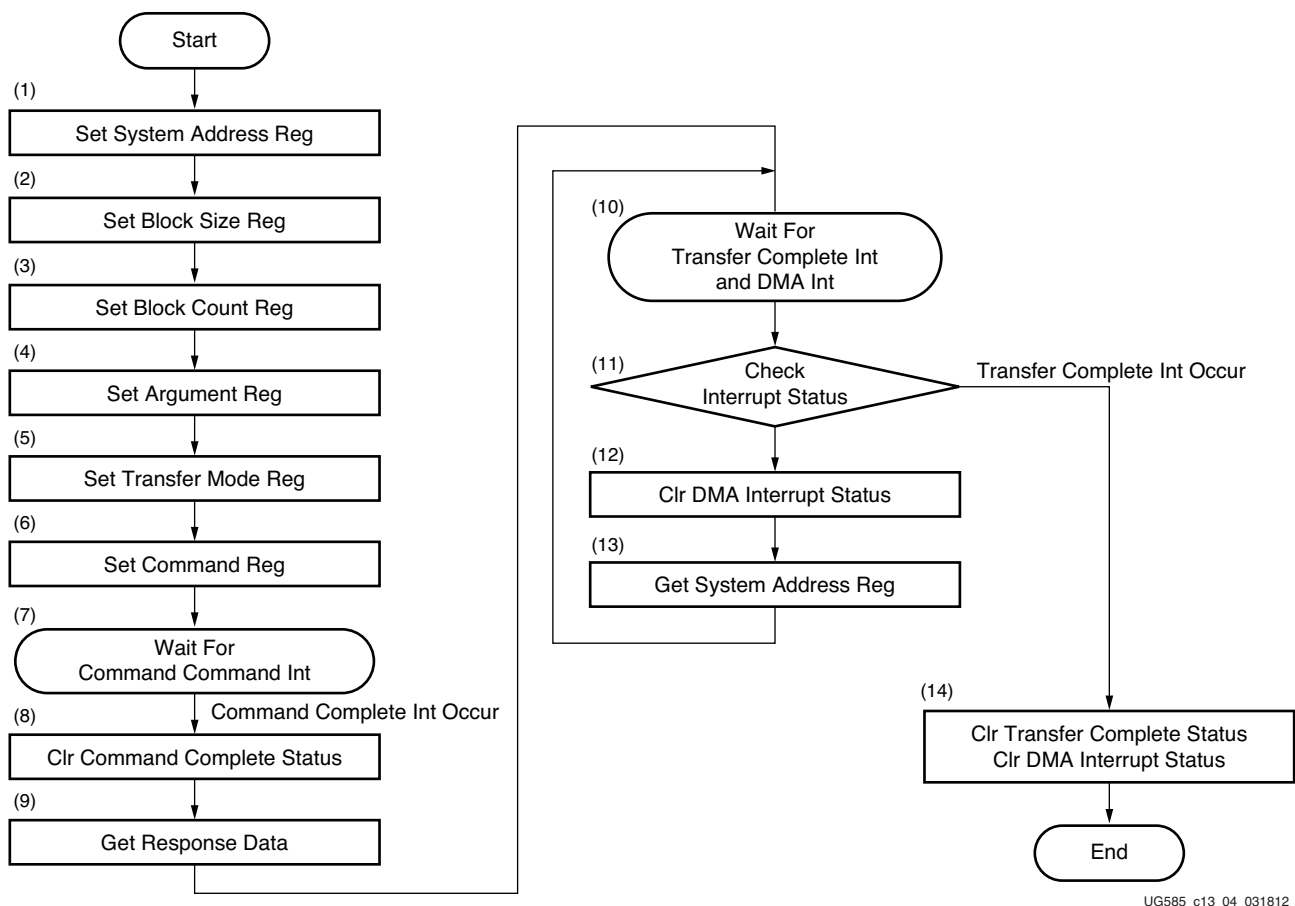 Start
(1)
Set System Address Reg
(2)
Set Block Size Reg
(3)
Set Block Count Reg
(4)
Set Argument Reg
(5)
Set Transfer Mode Reg
(6)
Set Command Reg
(7)
Wait For
Command Command Int
Command Complete Int Occur
(8)
Clr Command Complete Status
(9)
Get Response Data
(10)
Wait For
Transfer Complete Int
and DMA Int
(11)
Check
Interrupt Status
Transfer Complete Int Occur
(12)
Clr DMA Interrupt Status
(13)
Get System Address Reg
(14)
Clr Transfer Complete Status
Clr DMA Interrupt Status
End
UG585_c13_04_031812